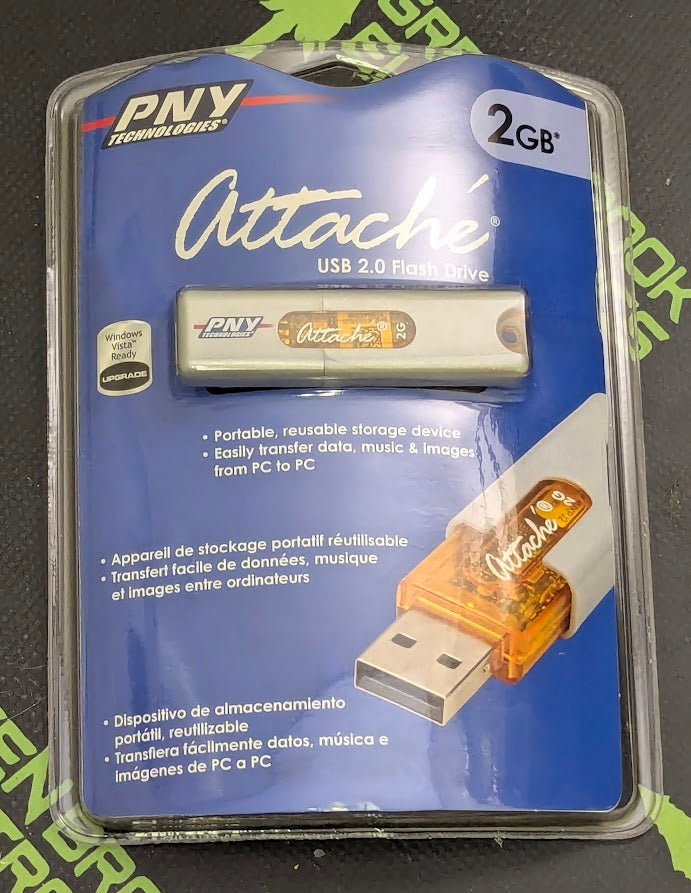 PNY
TECHNOLOGIES®
2GB*
Attaché®
USB 2.0 Flash Drive
PNY
TECHNOLOGIES
Attaché®
2G
Windows
Vista™
Ready
UPGRADE
• Portable, reusable storage device
• Easily transfer data, music & images
from PC to PC
Attaché®
2G
• Appareil de stockage portatif réutilisable
• Transfert facile de données, musique
et images entre ordinateurs
• Dispositivo de almacenamiento
portátil, reutilizable
• Transfiera fácilmente datos, música e
imágenes de PC a PC